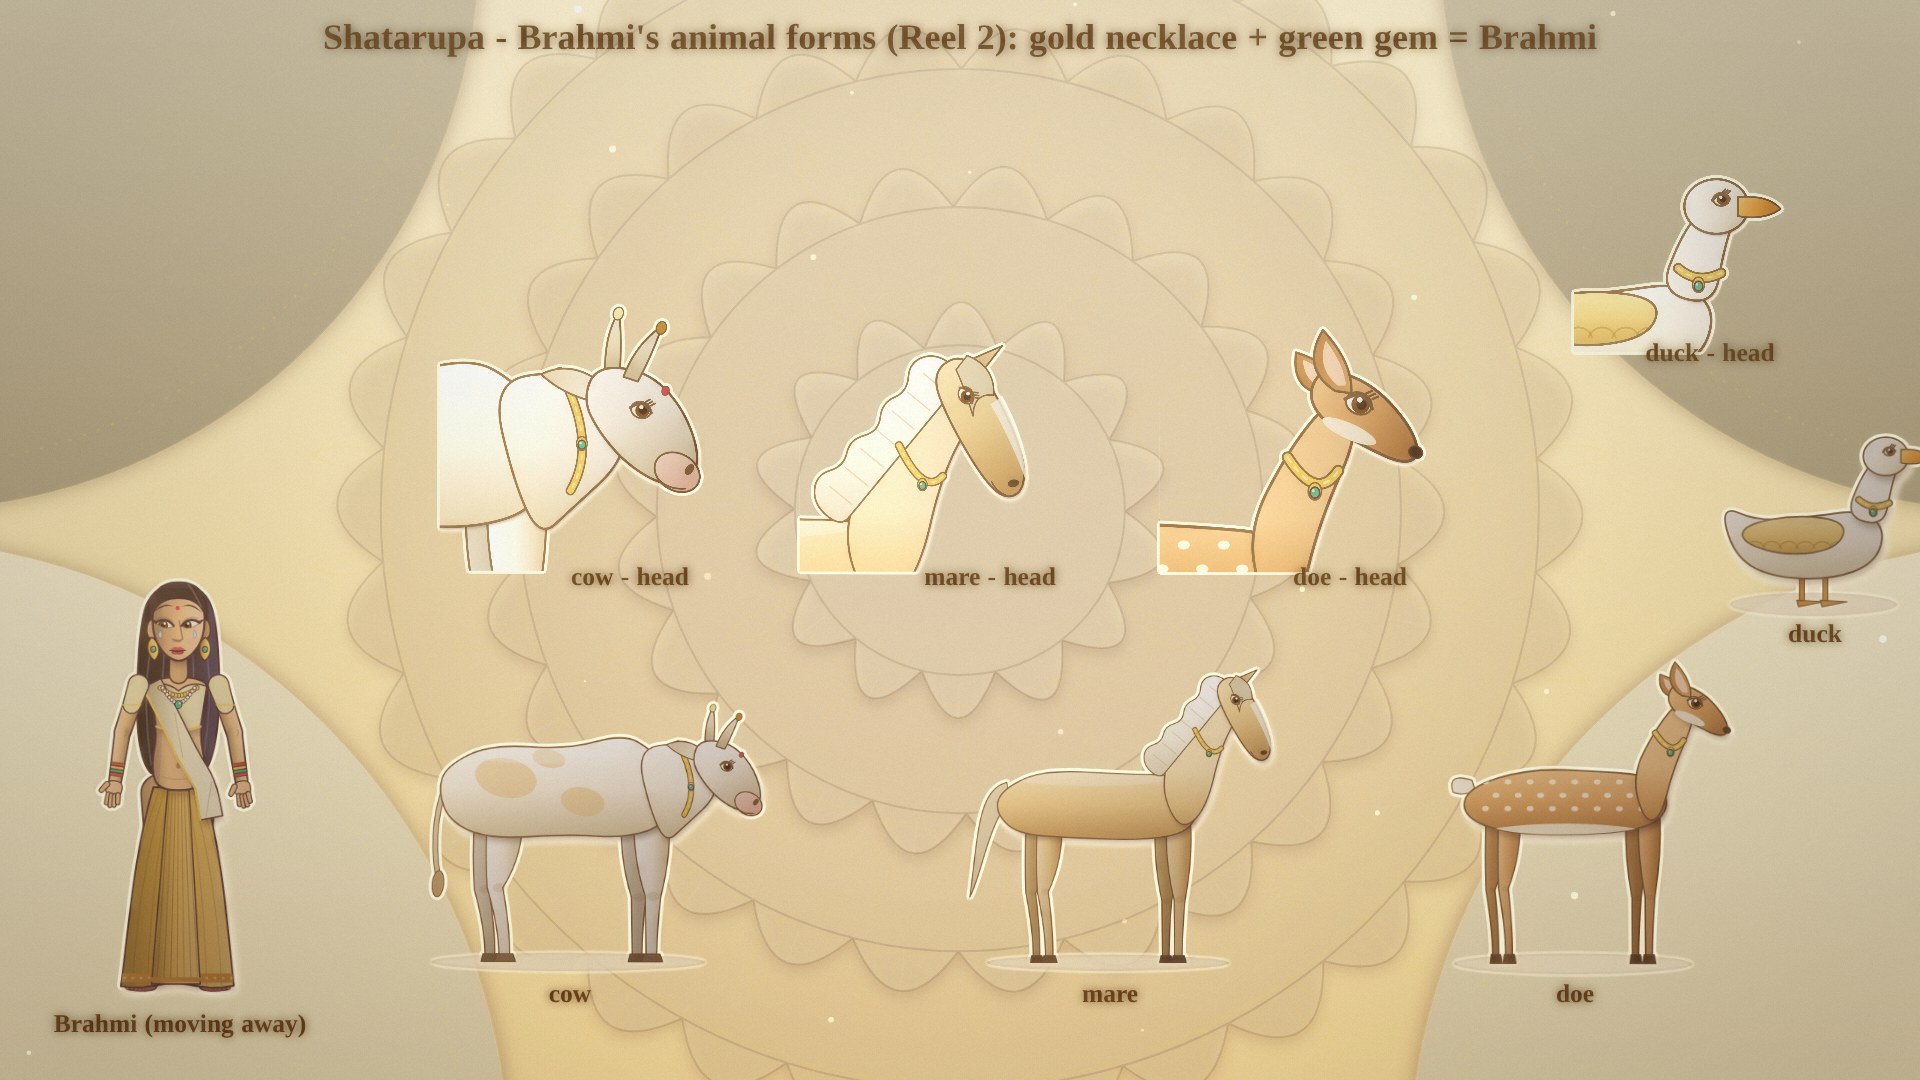 Shatarupa - Brahmi's animal forms (Reel 2): gold necklace + green gem = Brahmi
duck - head
cow - head
mare - head
doe - head
duck
cow
mare
doe
Brahmi (moving away)